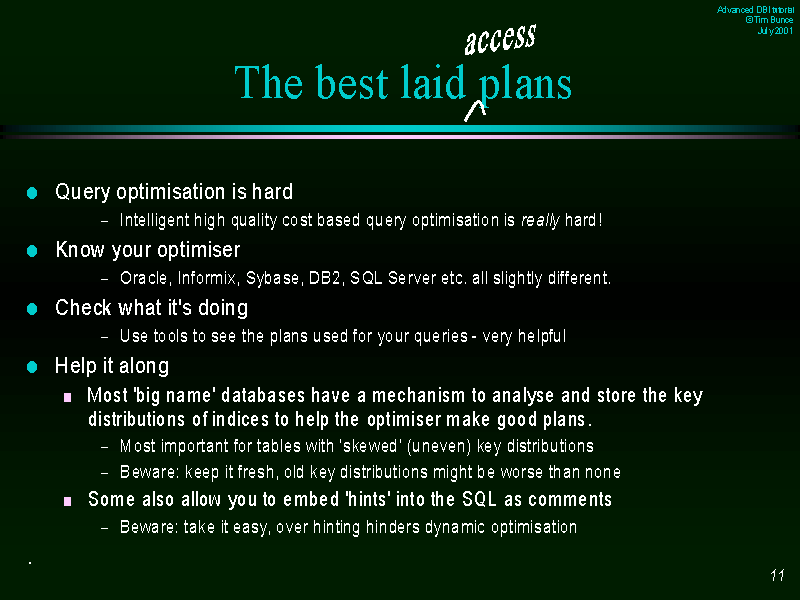 Advanced DBI tutorial
© Tim Bunce
July 2001
access
The best laid plans
Query optimisation is hard
– Intelligent high quality cost based query optimisation is really hard!
Know your optimiser
– Oracle, Informix, Sybase, DB2, SQL Server etc. all slightly different.
Check what it's doing
– Use tools to see the plans used for your queries - very helpful
Help it along
Most 'big name' databases have a mechanism to analyse and store the key
distributions of indices to help the optimiser make good plans.
– Most important for tables with 'skewed' (uneven) key distributions
– Beware: keep it fresh, old key distributions might be worse than none
Some also allow you to embed 'hints' into the SQL as comments
– Beware: take it easy, over hinting hinders dynamic optimisation
.
11